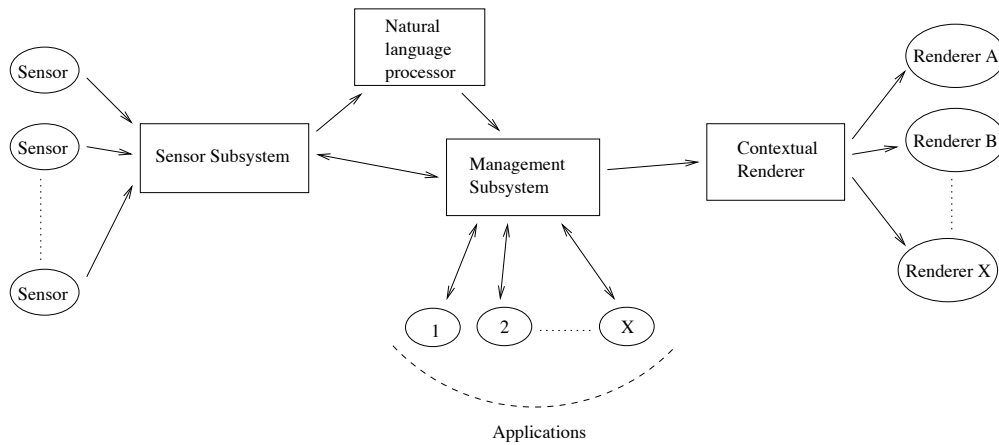 Natural
language
processor
Sensor
Renderer A
Sensor
Sensor Subsystem
Renderer B
Contextual
Renderer
Management
Subsystem
Sensor
Renderer X
1
2
X
Applications